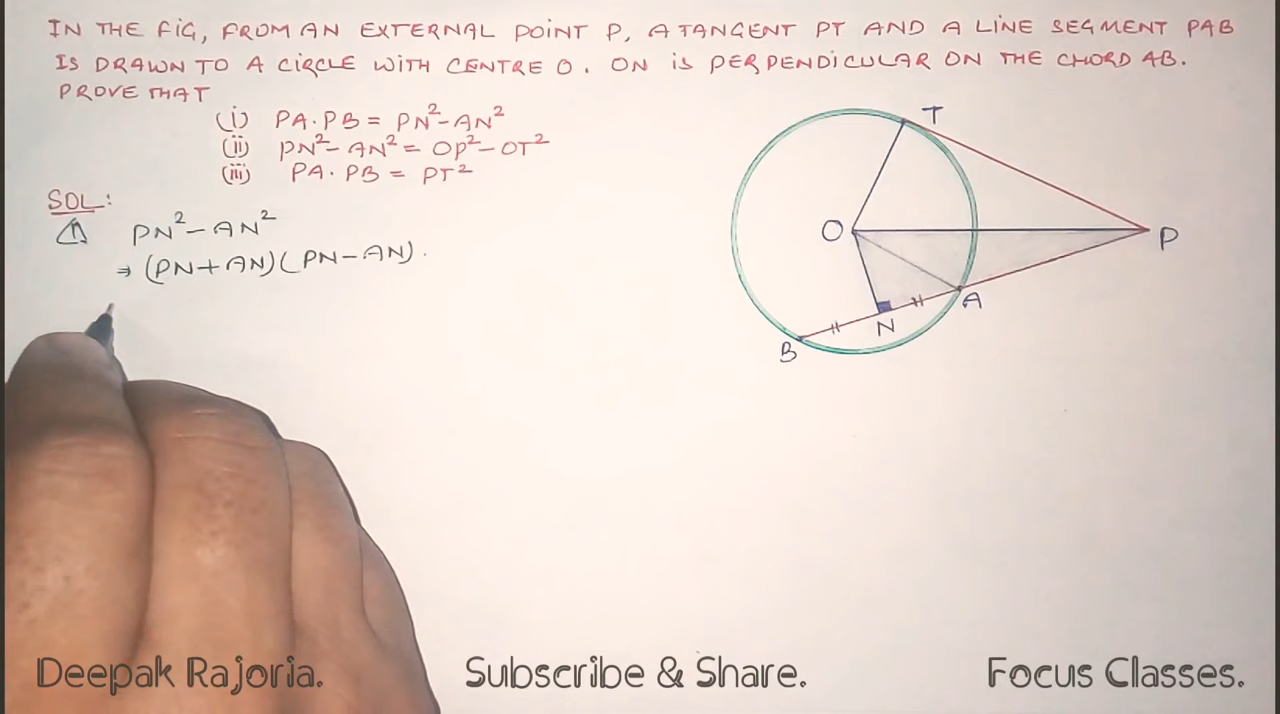 IN THE FIG, FROM AN EXTERNAL POINT P, A TANGENT PT AND A LINE SEGMENT PAB
IS DRAWN TO A CIRCLE WITH CENTRE O. ON IS PERPENDICULAR ON THE CHORD AB.
PROVE THAT
(i) PA·PB = PN²-AN²
(ii) PN²-AN² = OP²-OT²
(iii) PA·PB = PT²
SOL:
(i) PN²-AN²
⇒ (PN+AN)(PN-AN).
T
O
P
A
N
B
Deepak Rajoria.
Subscribe & Share.
Focus Classes.